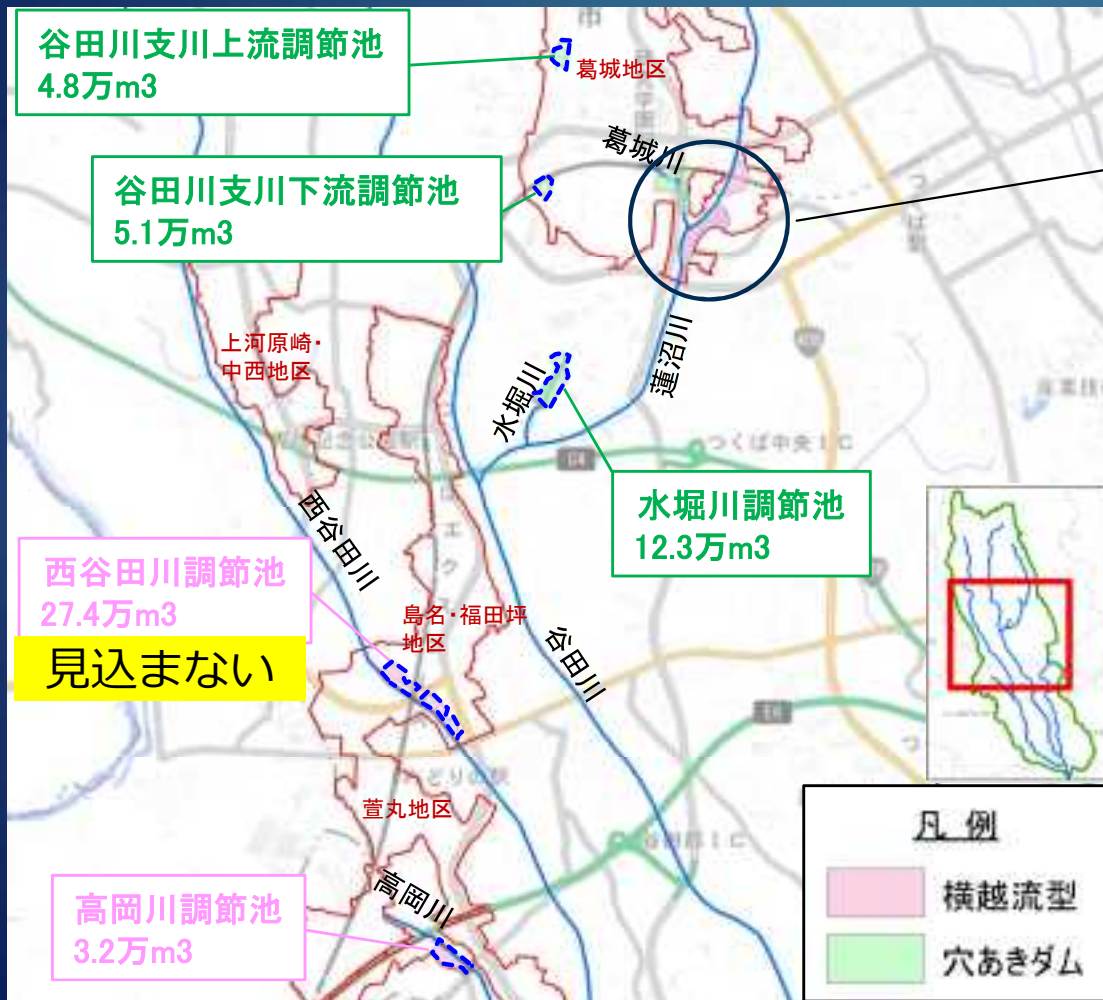 市
谷田川支川上流調節池
4.8万m3
葛城地区
葛城川
谷田川支川下流調節池
5.1万m3
つくば駅
上河原崎・
中西地区
蓮沼川
水堀川
つくば中央IC
水堀川調節池
12.3万m3
西谷田川
西谷田川調節池
27.4万m3
見込まない
島名・福田坪
地区
谷田川
萱丸地区
高岡川
高岡川調節池
3.2万m3
凡 例
横越流型
穴あきダム